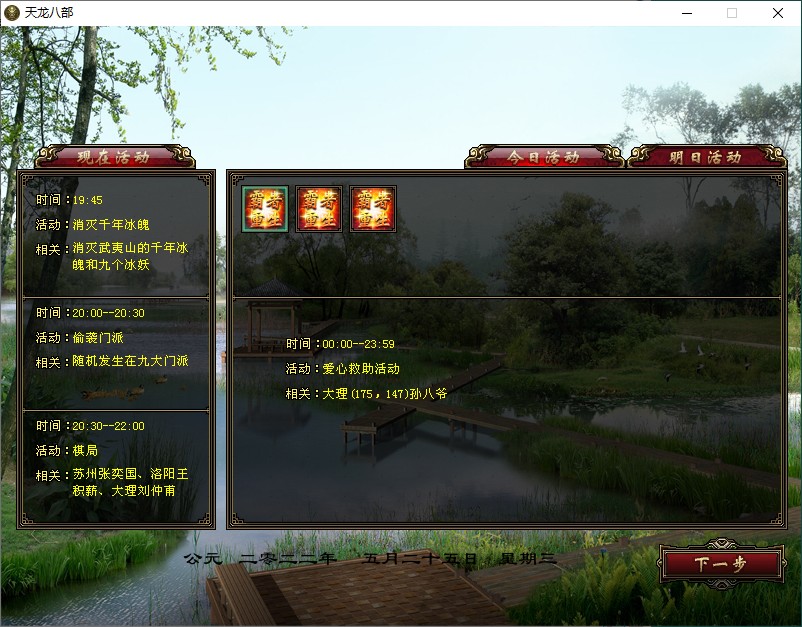 天龙八部
现在活动
今日活动
明日活动
时间：19:45
活动：消灭千年冰魄
相关：消灭武夷山的千年冰
魄和九个冰妖
时间：20:00--20:30
活动：偷袭门派
相关：随机发生在九大门派
时间：20:30--22:00
活动：棋局
相关：苏州张奕国、洛阳王
积薪、大理刘仲甫
霸者
重生
霸者
重生
霸者
重生
时间：00:00--23:59
活动：爱心救助活动
相关：大理(175，147)孙八爷
公元 二零二二年 五月二十五日 星期三
下一步